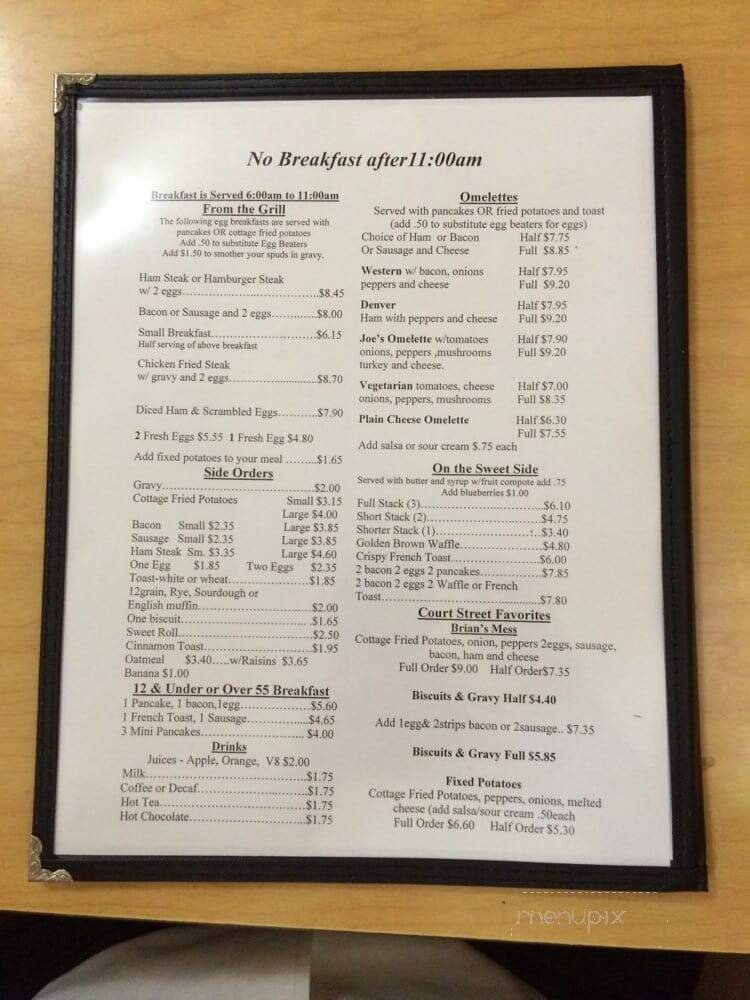 No Breakfast after11:00am
Breakfast is Served 6:00am to 11:00am
From the Grill
The following egg breakfasts are served with
pancakes OR cottage fried potatoes
Add .50 to substitute Egg Beaters
Add $1.50 to smother your spuds in gravy.
Ham Steak or Hamburger Steak
w/ 2 eggs..............................$8.45
Bacon or Sausage and 2 eggs...........$8.00
Small Breakfast........................$6.15
Half serving of above breakfast
Chicken Fried Steak
w/ gravy and 2 eggs........................$8.70
Diced Ham & Scrambled Eggs..........$7.90
2 Fresh Eggs $5.55 1 Fresh Egg $4.80
Add fixed potatoes to your meal ........$1.65
Side Orders
Gravy........................................$2.00
Cottage Fried Potatoes Small $3.15
Large $4.00
Bacon Small $2.35 Large $3.85
Sausage Small $2.35 Large $3.85
Ham Steak Sm. $3.35 Large $4.60
One Egg $1.85 Two Eggs $2.35
Toast-white or wheat.....................$1.85
12grain, Rye, Sourdough or
English muffin.............................$2.00
One biscuit.................................$1.65
Sweet Roll..................................$2.50
Cinnamon Toast...........................$1.95
Oatmeal $3.40.....w/Raisins $3.65
Banana $1.00
12 & Under or Over 55 Breakfast
1 Pancake, 1 bacon,1egg..................$5.60
1 French Toast, 1 Sausage................$4.65
3 Mini Pancakes........................... $4.00
Drinks
Juices - Apple, Orange, V8 $2.00
Milk..........................................$1.75
Coffee or Decaf............................$1.75
Hot Tea......................................$1.75
Hot Chocolate..............................$1.75
Omelettes
Served with pancakes OR fried potatoes and toast
(add .50 to substitute egg beaters for eggs)
Choice of Ham or Bacon Half $7.75
Or Sausage and Cheese Full $8.85
Western w/ bacon, onions Half $7.95
peppers and cheese Full $9.20
Denver Half $7.95
Ham with peppers and cheese Full $9.20
Joe's Omelette w/tomatoes Half $7.90
onions, peppers ,mushrooms Full $9.20
turkey and cheese.
Vegetarian tomatoes, cheese Half $7.00
onions, peppers, mushrooms Full $8.35
Plain Cheese Omelette Half $6.30
Full $7.55
Add salsa or sour cream $.75 each
On the Sweet Side
Served with butter and syrup w/fruit compote add .75
Add blueberries $1.00
Full Stack (3)................................$6.10
Short Stack (2)..............................$4.75
Shorter Stack (1)...........................$3.40
Golden Brown Waffle......................$4.80
Crispy French Toast........................$6.00
2 bacon 2 eggs 2 pancakes................$7.85
2 bacon 2 eggs 2 Waffle or French
Toast..........................................$7.80
Court Street Favorites
Brian's Mess
Cottage Fried Potatoes, onion, peppers 2eggs, sausage,
bacon, ham and cheese
Full Order $9.00 Half Order$7.35
Biscuits & Gravy Half $4.40
Add 1egg& 2strips bacon or 2sausage.. $7.35
Biscuits & Gravy Full $5.85
Fixed Potatoes
Cottage Fried Potatoes, peppers, onions, melted
cheese (add salsa/sour cream .50each
Full Order $6.60 Half Order $5.30
menupix